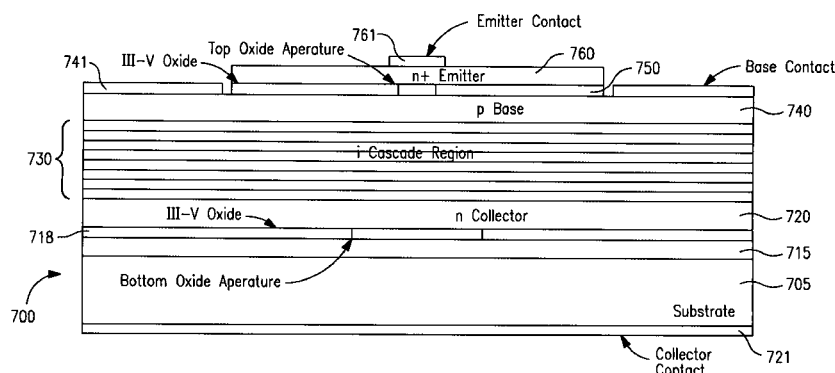 761
Emitter Contact
III-V Oxide
Top Oxide Aperature
760
741
n+ Emitter
750
Base Contact
p Base
740
730
i Cascade Region
III-V Oxide
n Collector
720
718
715
Bottom Oxide Aperature
705
700
Substrate
721
Collector
Contact